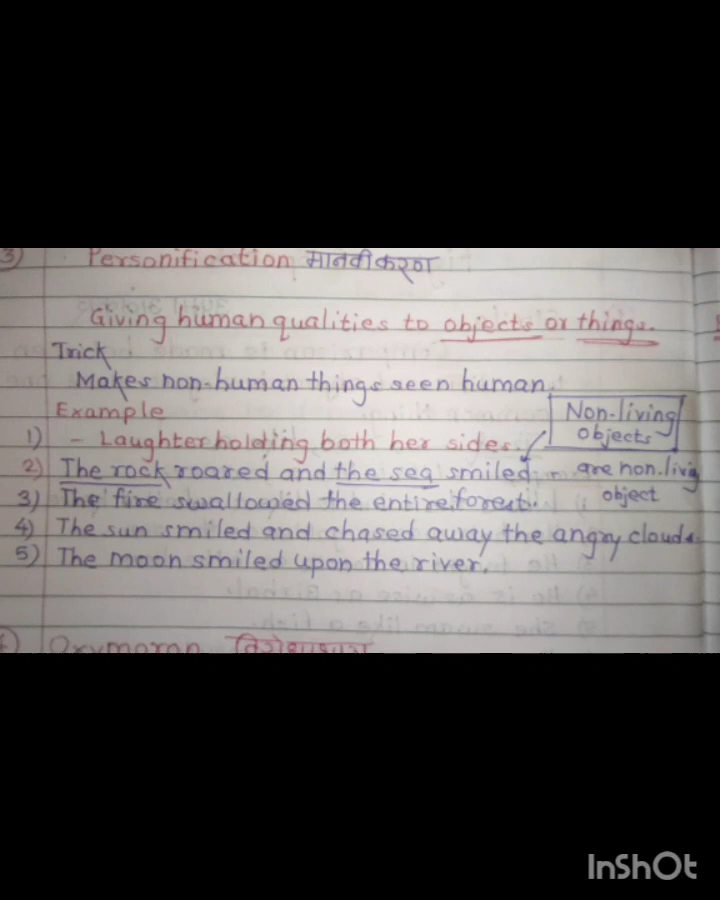 3) Personification मानवीकरण
Giving human qualities to objects or things.
Trick
Makes non-human things seen human.
Example
1) - Laughter holding both her sides.
Non-living
objects
2) The rock roared and the sea smiled - are non-livig
object
3) The fire swallowed the entire forest.
4) The sun smiled and chased away the angry clouds.
5) The moon smiled upon the river.
Oxymoron
InShOt